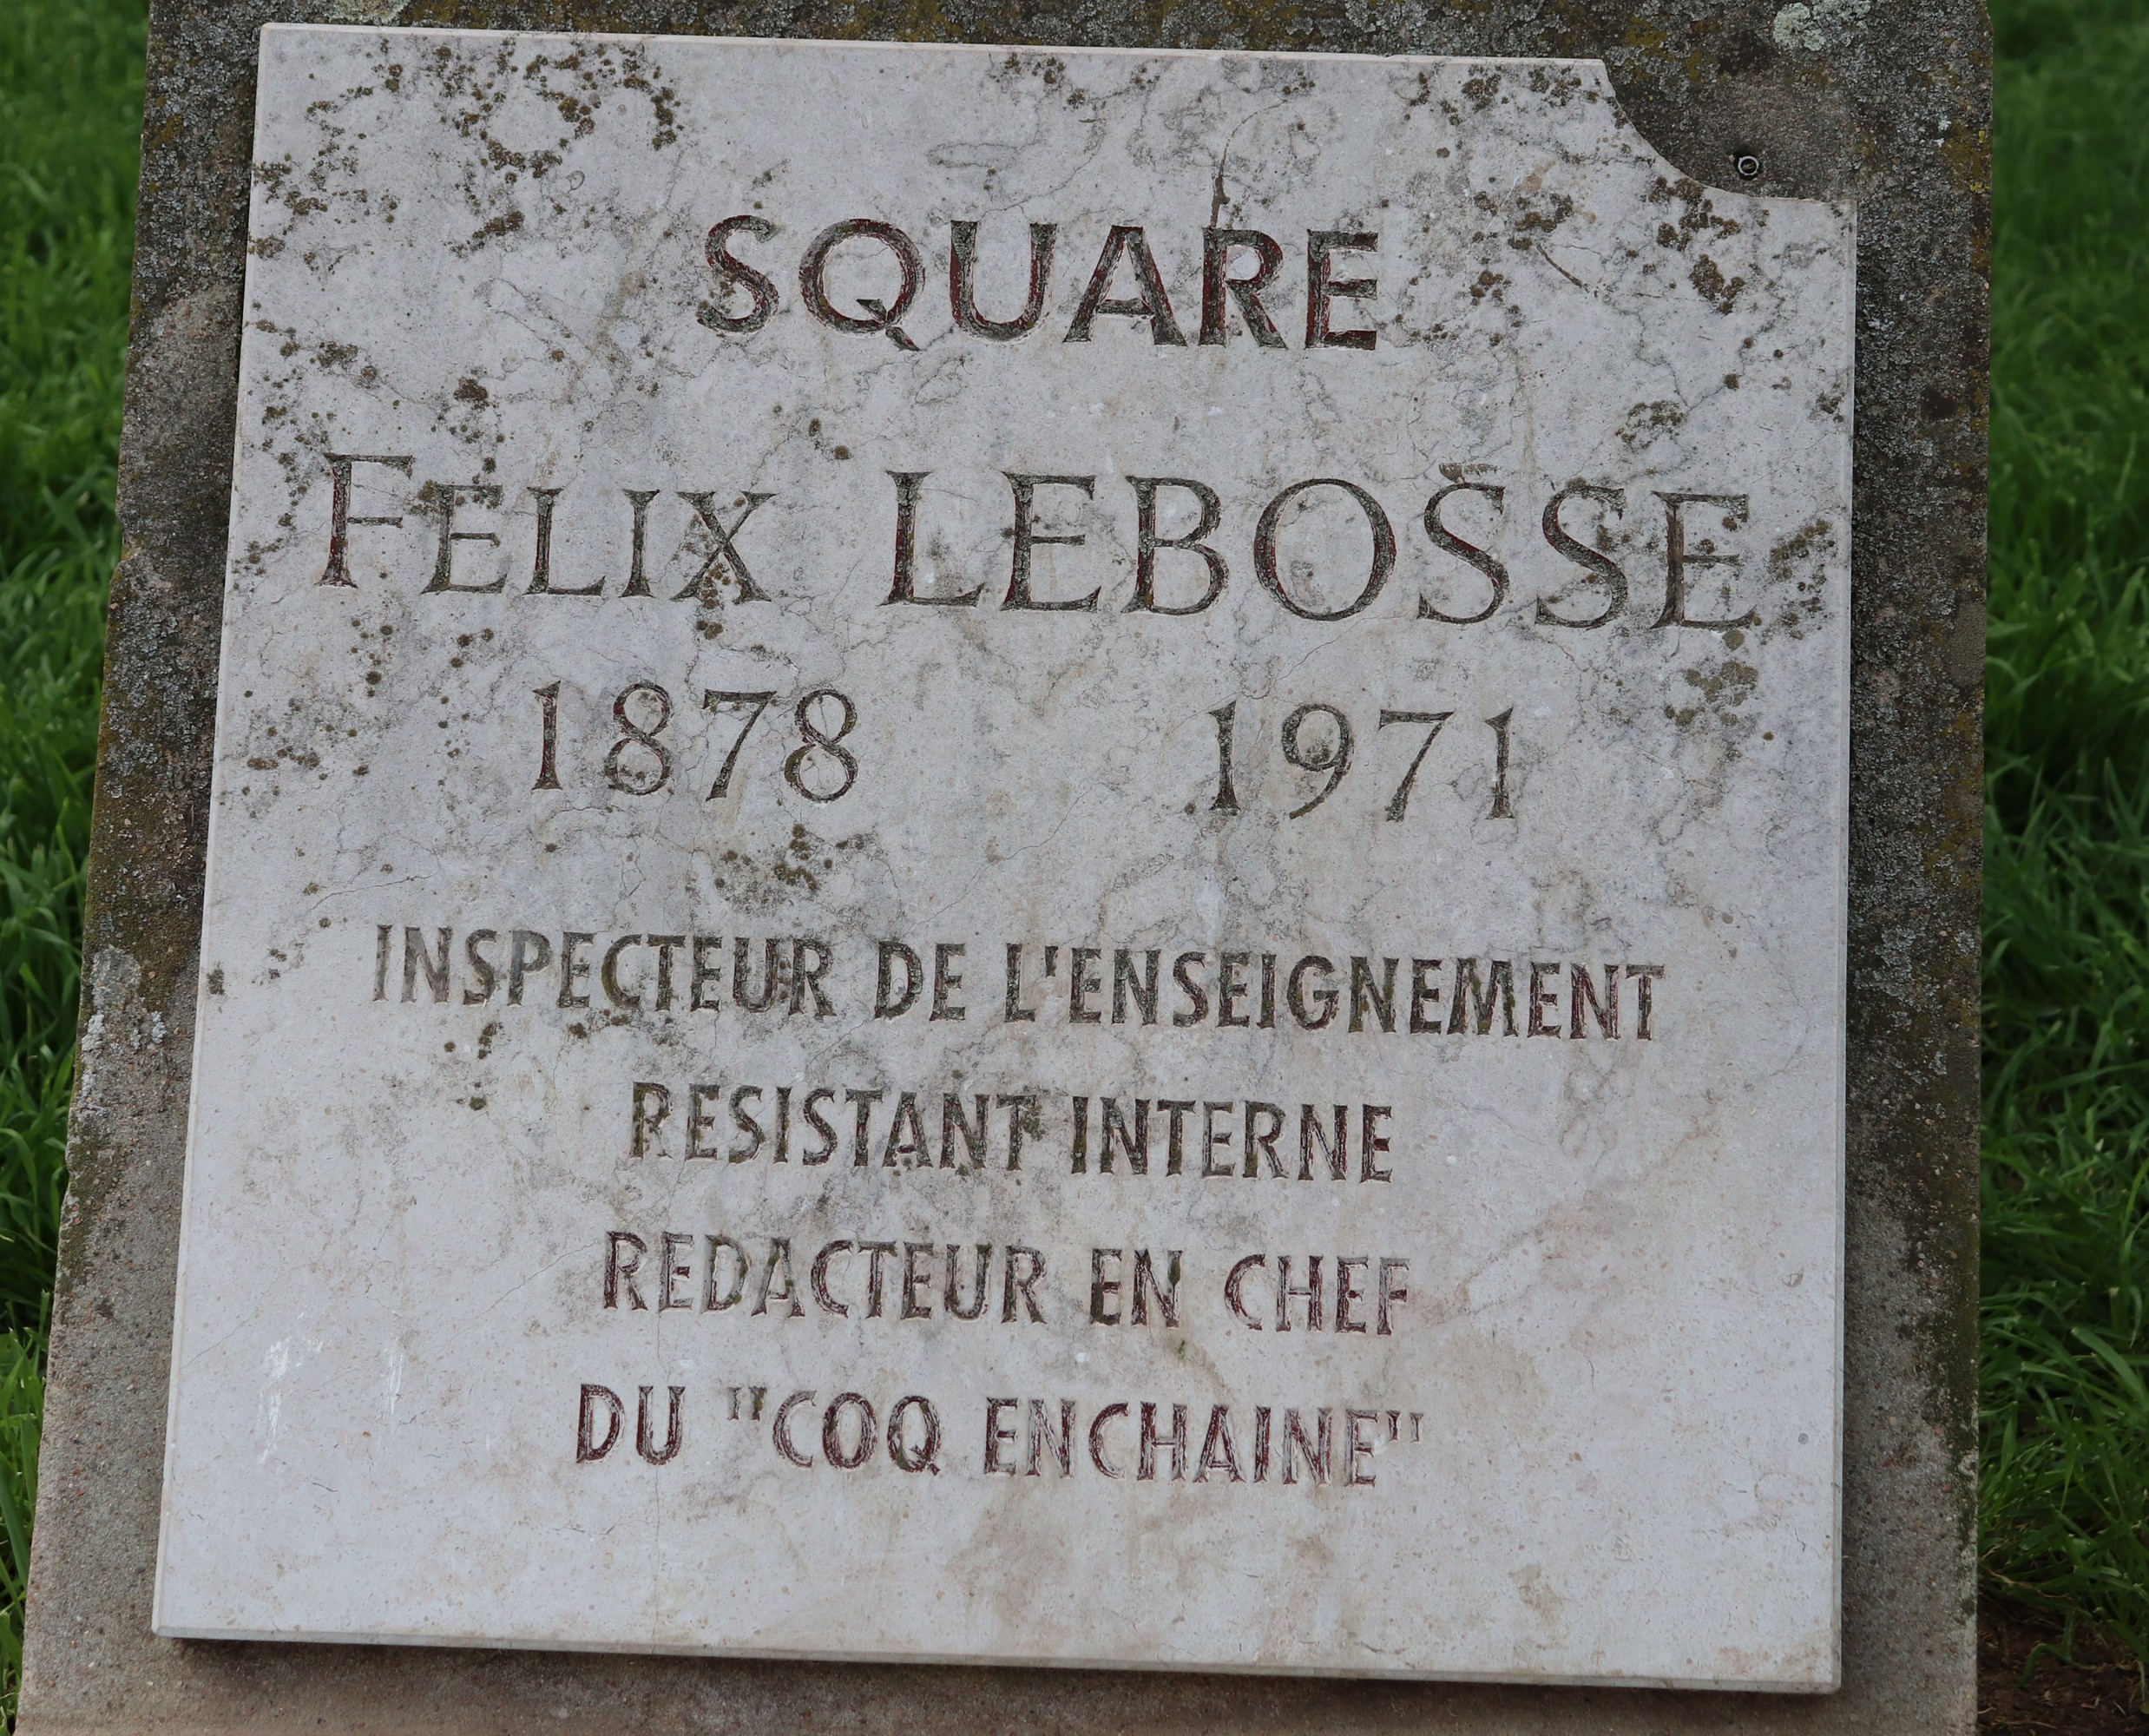 SQUARE
FELIX LEBOSSE
1878 1971
INSPECTEUR DE L'ENSEIGNEMENT
RESISTANT INTERNE
REDACTEUR EN CHEF
DU "COQ ENCHAINE"